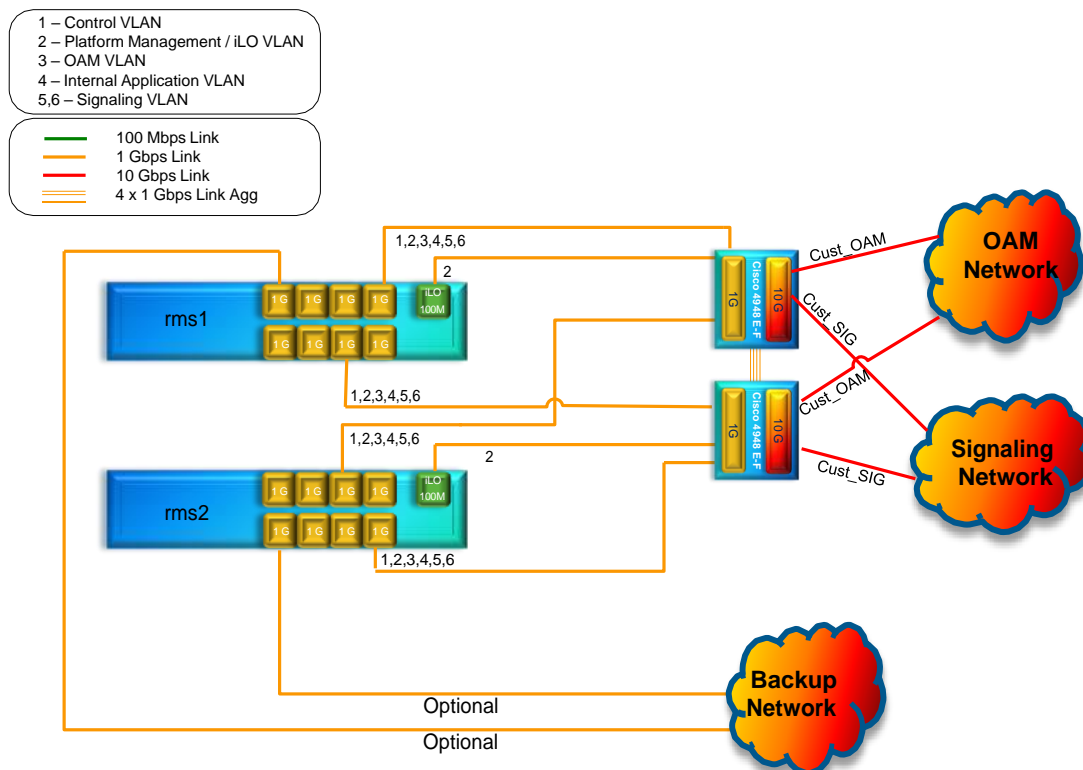 1 – Control VLAN
2 – Platform Management / iLO VLAN
3 – OAM VLAN
4 – Internal Application VLAN
5,6 – Signaling VLAN
100 Mbps Link
1 Gbps Link
10 Gbps Link
4 x 1 Gbps Link Agg
1,2,3,4,5,6
2
rms1
1 G
1 G
1 G
1 G
iLO
100M
1 G
1 G
1 G
1 G
1G
Cisco 4948 E-F
10 G
Cust_OAM
Cust_SIG
OAM
Network
1,2,3,4,5,6
1G
Cisco 4948 E-F
10 G
Cust_OAM
Cust_SIG
Signaling
Network
1,2,3,4,5,6
2
rms2
1 G
1 G
1 G
1 G
iLO
100M
1 G
1 G
1 G
1 G
1,2,3,4,5,6
Backup
Network
Optional
Optional